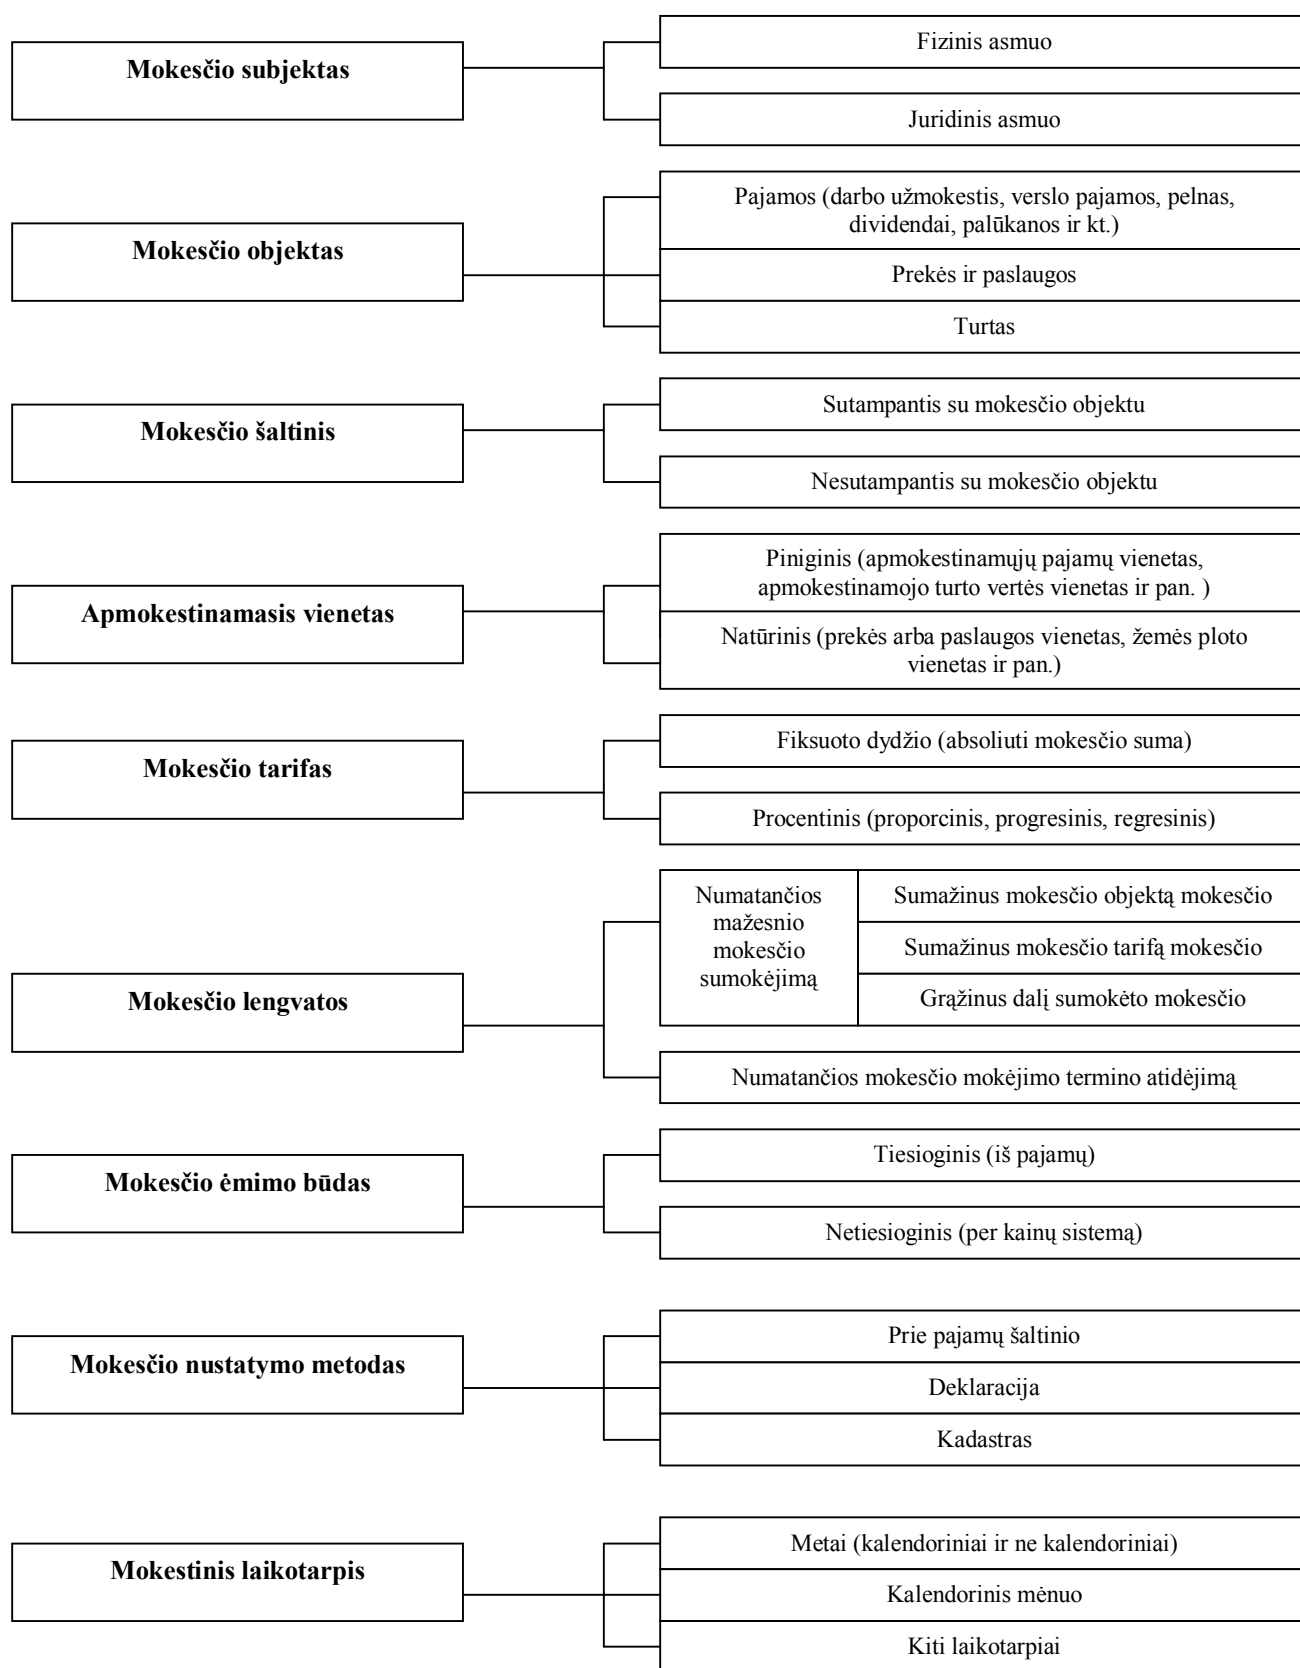 Mokesčio subjektas
Fizinis asmuo
Juridinis asmuo
Mokesčio objektas
Pajamos (darbo užmokestis, verslo pajamos, pelnas,
dividendai, palūkanos ir kt.)
Prekės ir paslaugos
Turtas
Mokesčio šaltinis
Sutampantis su mokesčio objektu
Nesutampantis su mokesčio objektu
Apmokestinamasis vienetas
Piniginis (apmokestinamųjų pajamų vienetas,
apmokestinamojo turto vertės vienetas ir pan. )
Natūrinis (prekės arba paslaugos vienetas, žemės ploto
vienetas ir pan.)
Mokesčio tarifas
Fiksuoto dydžio (absoliuti mokesčio suma)
Procentinis (proporcinis, progresinis, regresinis)
Mokesčio lengvatos
Numatančios
mažesnio
mokesčio
sumokėjimą
Sumažinus mokesčio objektą mokesčio
Sumažinus mokesčio tarifą mokesčio
Grąžinus dalį sumokėto mokesčio
Numatančios mokesčio mokėjimo termino atidėjimą
Mokesčio ėmimo būdas
Tiesioginis (iš pajamų)
Netiesioginis (per kainų sistemą)
Mokesčio nustatymo metodas
Prie pajamų šaltinio
Deklaracija
Kadastras
Mokestinis laikotarpis
Metai (kalendoriniai ir ne kalendoriniai)
Kalendorinis mėnuo
Kiti laikotarpiai